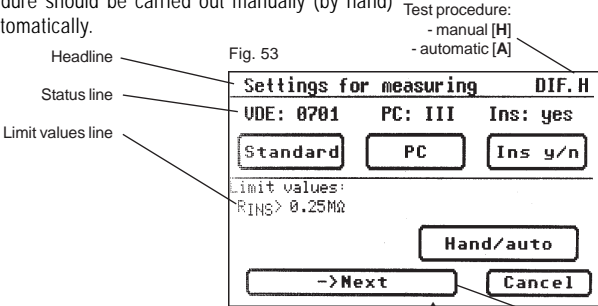 dure should be carried out manually (by hand)
tomatically.
Test procedure:
- manual [H]
- automatic [A]
Fig. 53
Headline
Status line
Limit values line
Settings for measuring DIF. H
VDE: 0701 PC: III Ins: yes
Standard PC Ins y/n
Limit values:
RINS> 0.25MΩ
Hand/auto
->Next Cancel